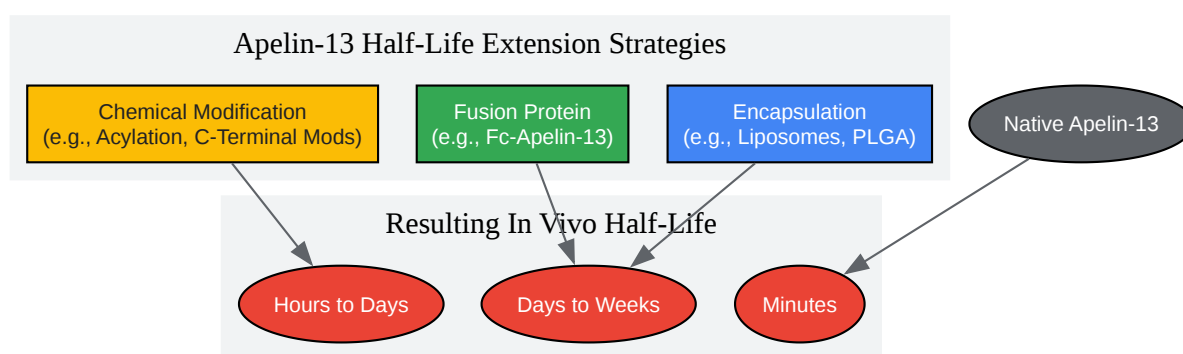 Apelin-13 Half-Life Extension Strategies
Chemical Modification
(e.g., Acylation, C-Terminal Mods)
Fusion Protein
(e.g., Fc-Apelin-13)
Encapsulation
(e.g., Liposomes, PLGA)
Native Apelin-13
Resulting In Vivo Half-Life
Hours to Days
Days to Weeks
Minutes